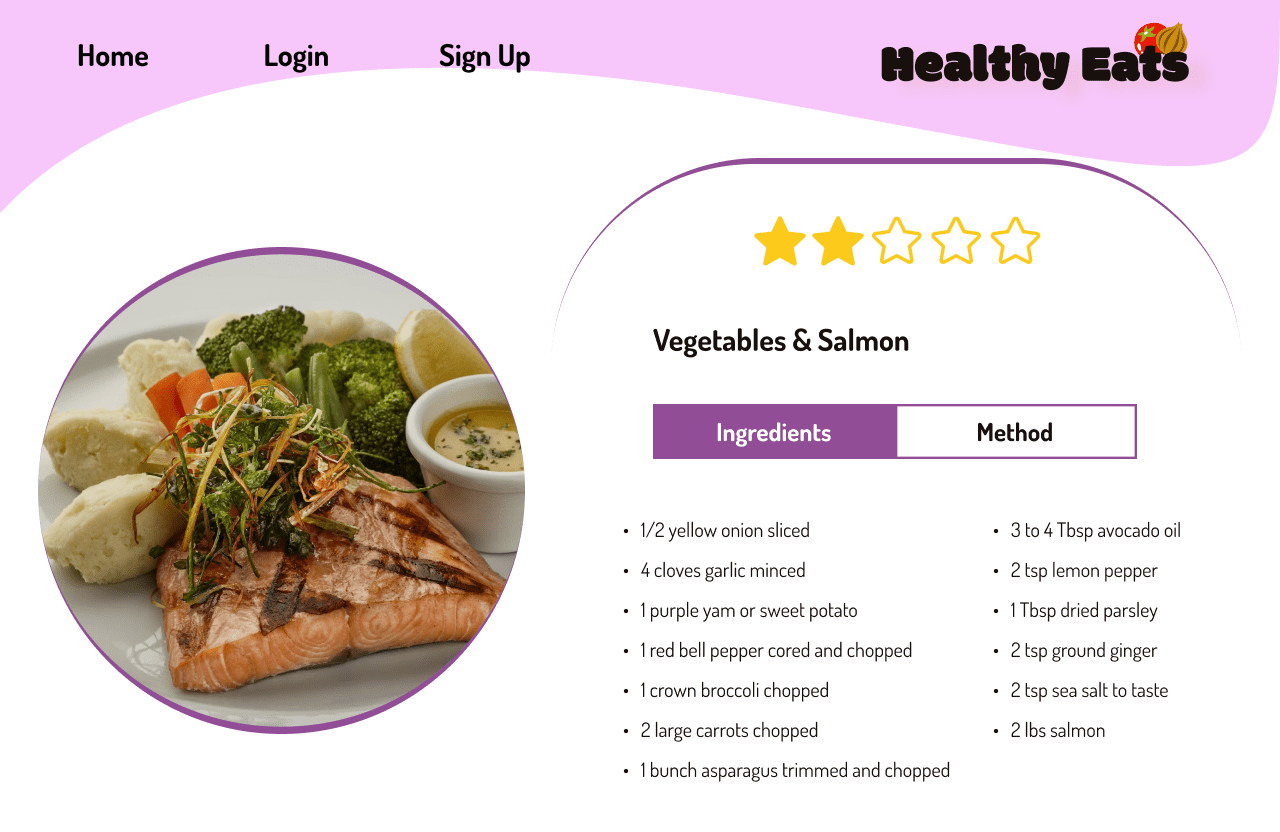 Home
Login
Sign Up
Healthy Eats
Vegetables & Salmon
Ingredients
Method
• 1/2 yellow onion sliced
• 4 cloves garlic minced
• 1 purple yam or sweet potato
• 1 red bell pepper cored and chopped
• 1 crown broccoli chopped
• 2 large carrots chopped
• 1 bunch asparagus trimmed and chopped
• 3 to 4 Tbsp avocado oil
• 2 tsp lemon pepper
• 1 Tbsp dried parsley
• 2 tsp ground ginger
• 2 tsp sea salt to taste
• 2 lbs salmon